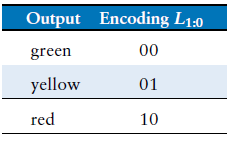 Output Encoding L1:0
green 00
yellow 01
red 10